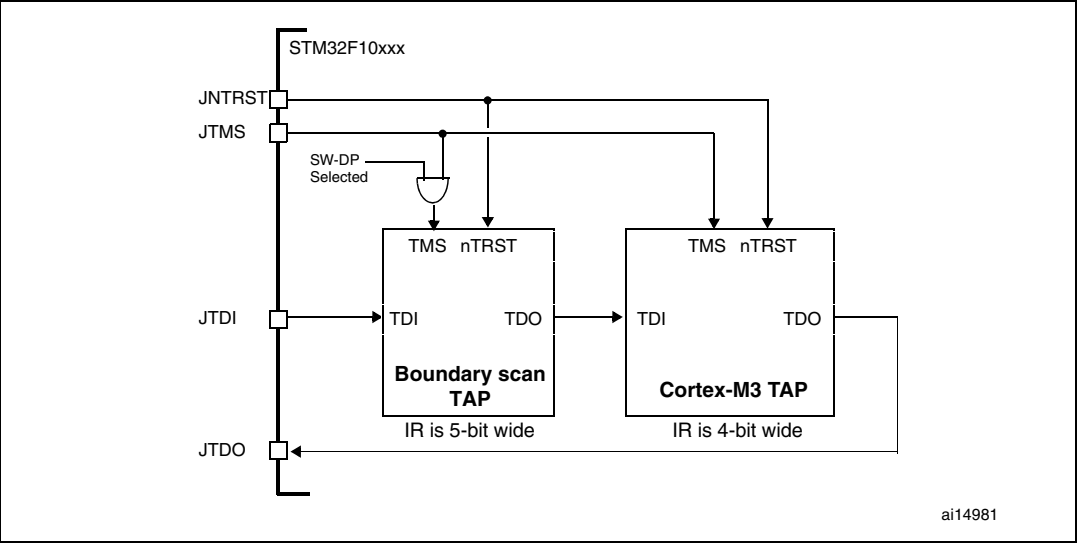 STM32F10xxx
JNTRST
JTMS
SW-DP
Selected
TMS nTRST
TMS nTRST
JTDI
TDI TDO
TDI TDO
Boundary scan
TAP
Cortex-M3 TAP
IR is 5-bit wide
IR is 4-bit wide
JTDO
ai14981